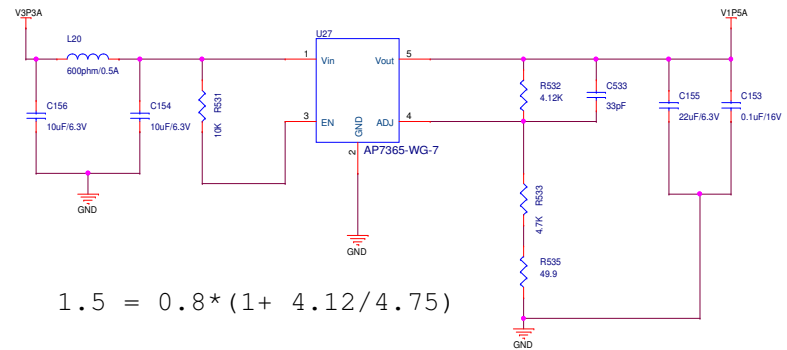 V3P3A
V1P5A
L20
600phm/0.5A
U27
1
Vin
Vout
5
3
EN
ADJ
4
GND
2
AP7365-WG-7
C156
10uF/6.3V
C154
10uF/6.3V
R531
10K
R532
4.12K
C533
33pF
C155
22uF/6.3V
C153
0.1uF/16V
R533
4.7K
R535
49.9
GND
GND
GND
1.5 = 0.8*(1+ 4.12/4.75)